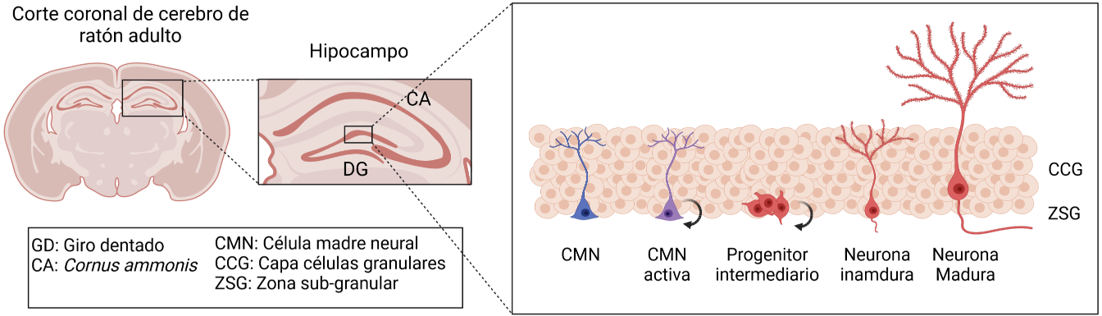 Corte coronal de cerebro de
ratón adulto
Hipocampo
CA
DG
GD: Giro dentado
CA: Cornus ammonis
CMN: Célula madre neural
CCG: Capa células granulares
ZSG: Zona sub-granular
CCG
ZSG
CMN
CMN
activa
Progenitor
intermediario
Neurona
inamdura
Neurona
Madura